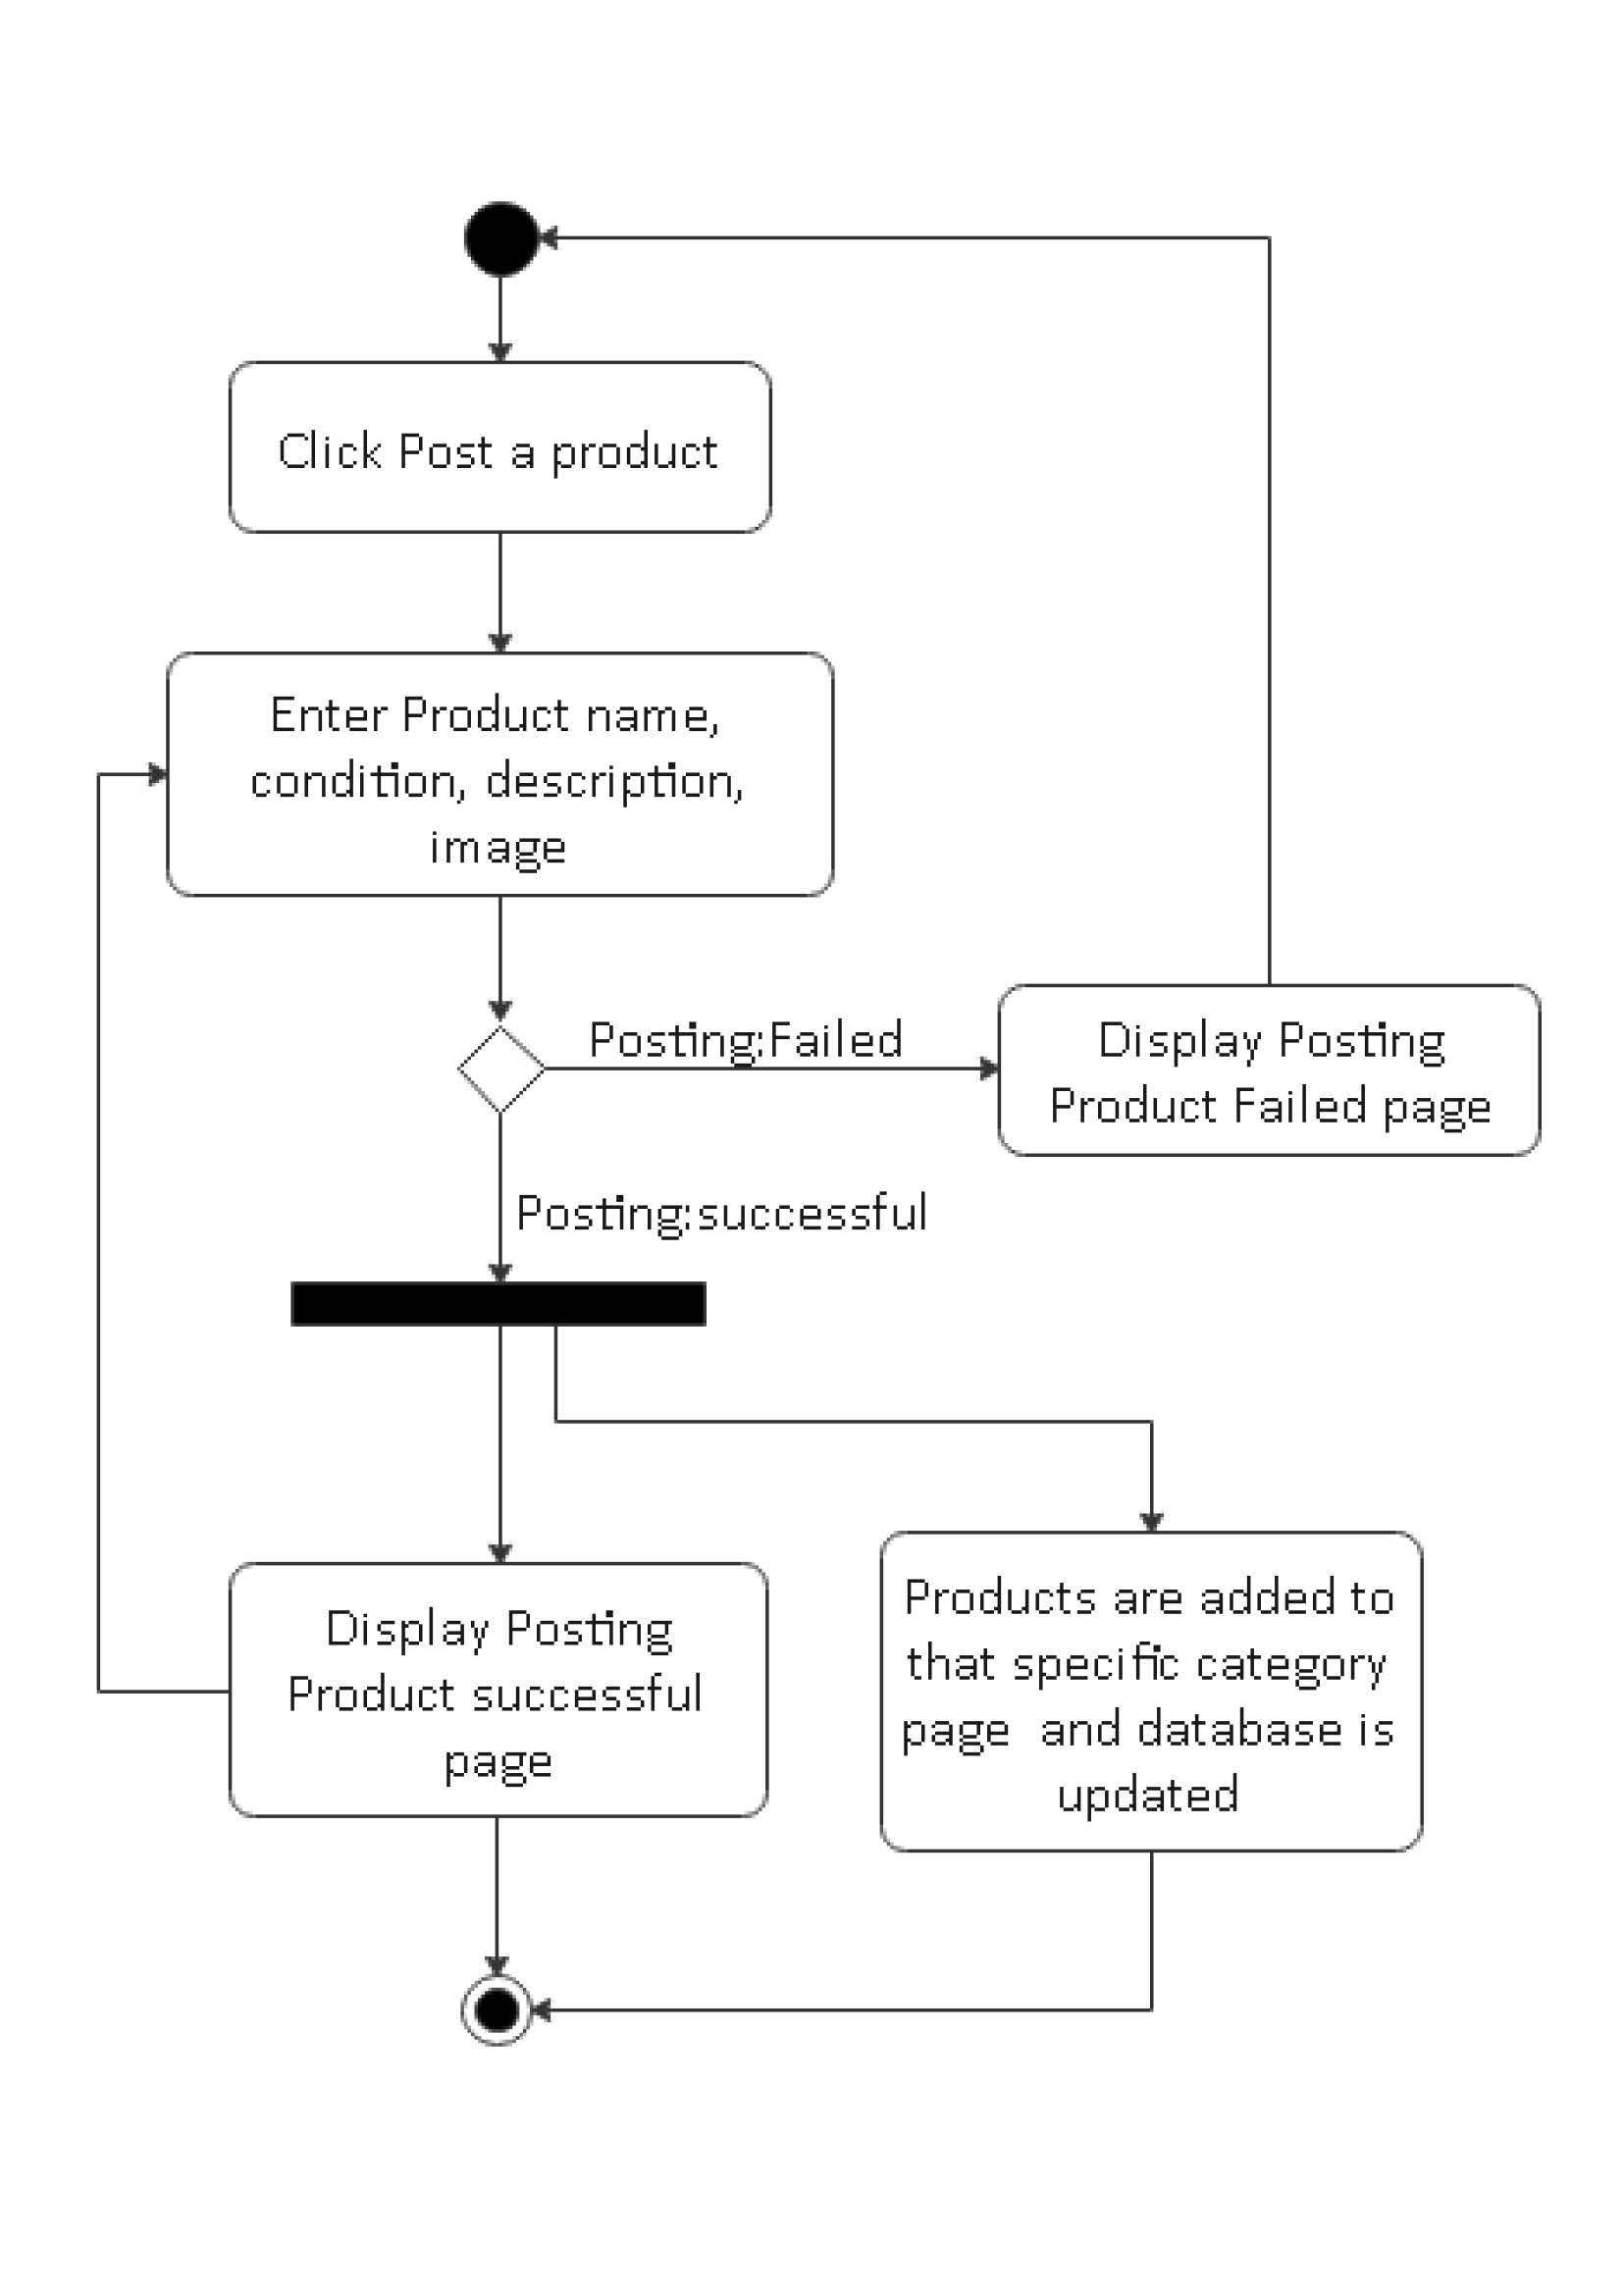 Click Post a product
Enter Product name,
condition, description,
image
Posting:Failed
Display Posting
Product Failed page
Posting:successful
Display Posting
Product successful
page
Products are added to
that specific category
page  and database is
updated